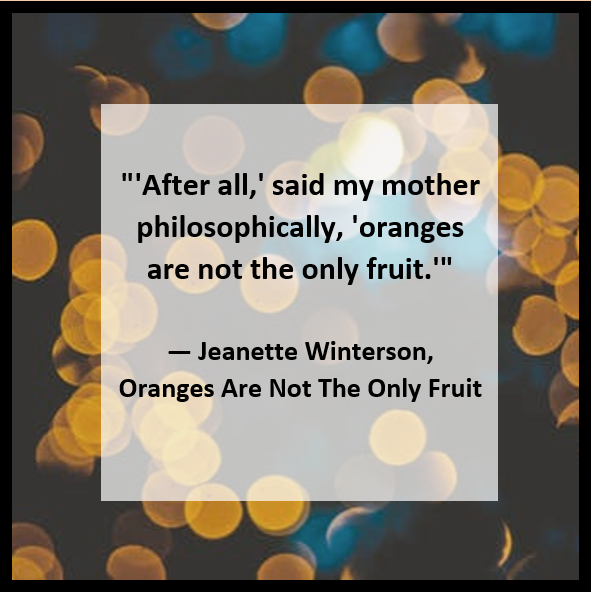 "'After all,' said my mother
philosophically, 'oranges
are not the only fruit.'"
— Jeanette Winterson,
Oranges Are Not The Only Fruit